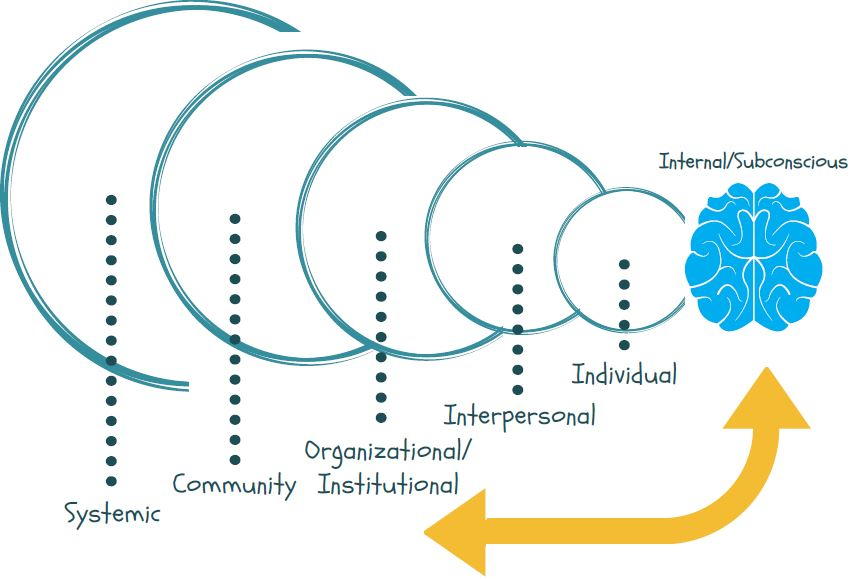 Internal/Subconscious
Individual
Interpersonal
Organizational/
Institutional
Community
Systemic